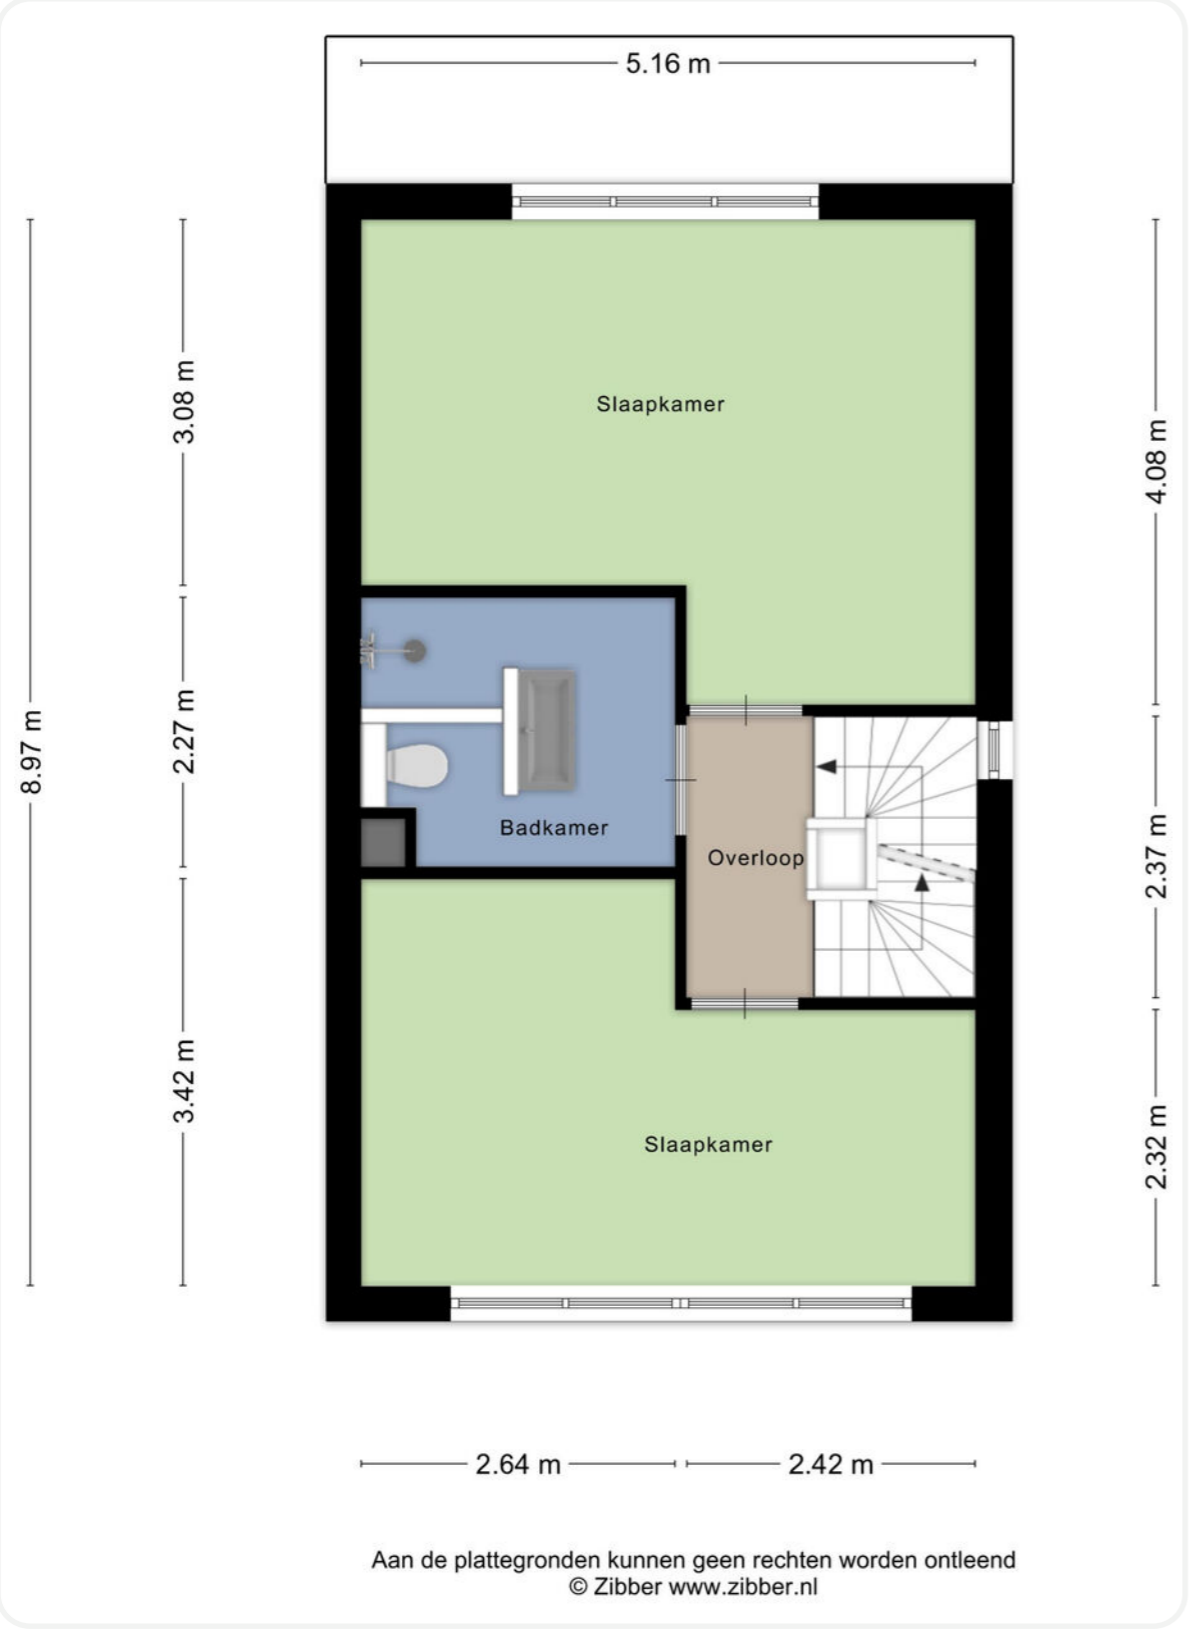 5.16 m
3.08 m
4.08 m
Slaapkamer
8.97 m
2.27 m
Badkamer
Overloop
2.37 m
3.42 m
Slaapkamer
2.32 m
2.64 m
2.42 m
Aan de plattegronden kunnen geen rechten worden ontleend
© Zibber www.zibber.nl